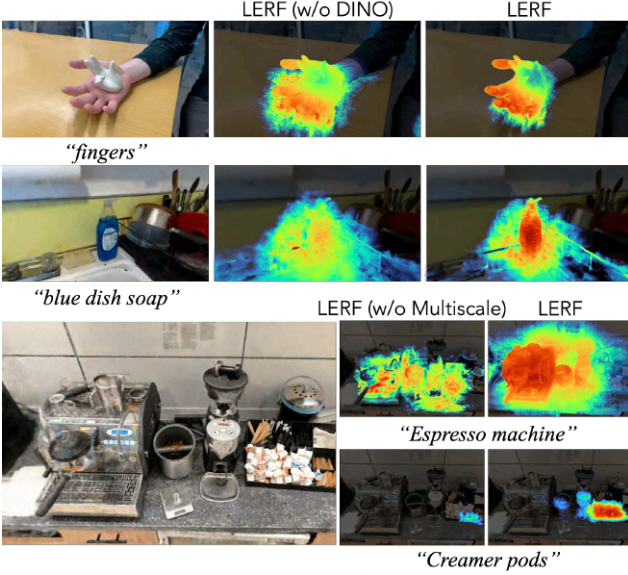 LERF (w/o DINO) LERF
“fingers”
“blue dish soap”
LERF (w/o Multiscale) LERF
“Espresso machine”
“Creamer pods”